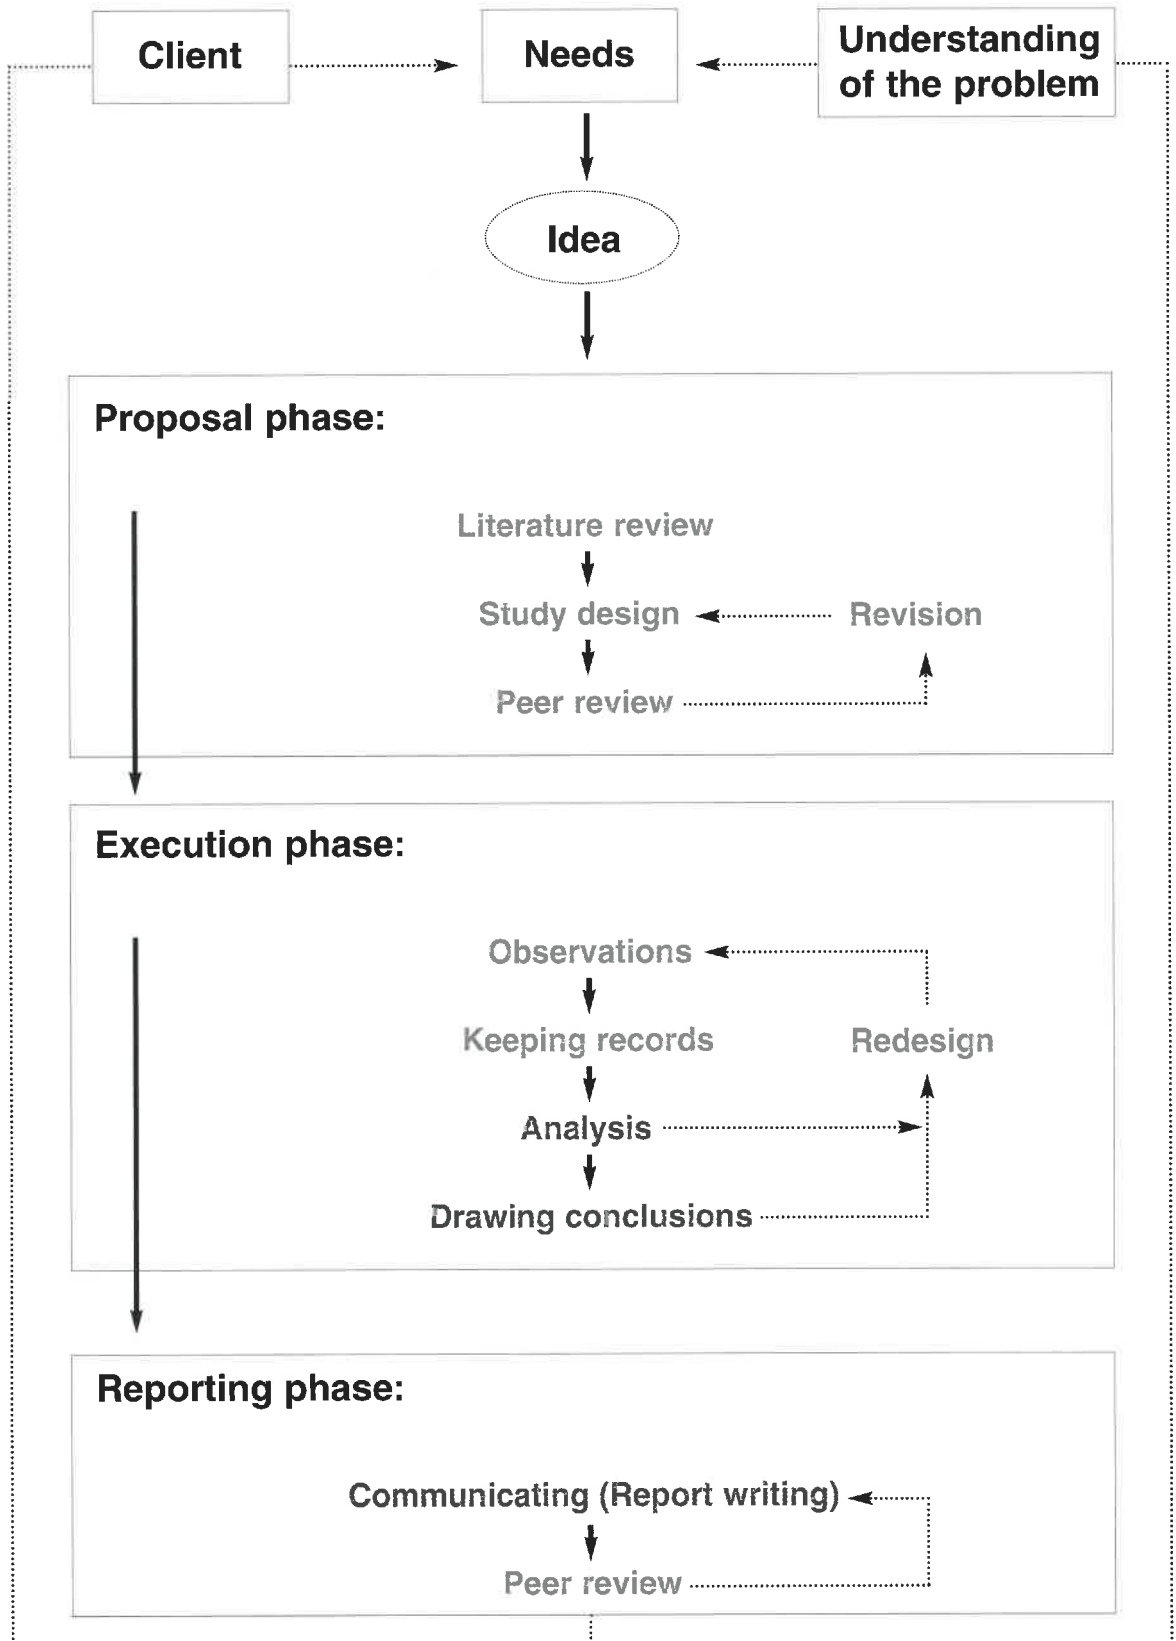 Client
Needs
Understanding
of the problem
Idea
Proposal phase:
Literature review
Study design
Revision
Peer review
Execution phase:
Observations
Keeping records
Redesign
Analysis
Drawing conclusions
Reporting phase:
Communicating (Report writing)
Peer review